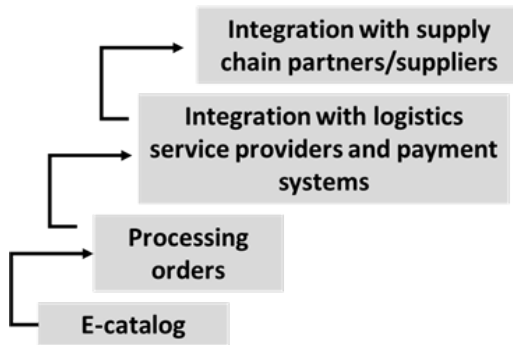 Integration with supply
chain partners/suppliers
Integration with logistics
service providers and payment
systems
Processing
orders
E-catalog